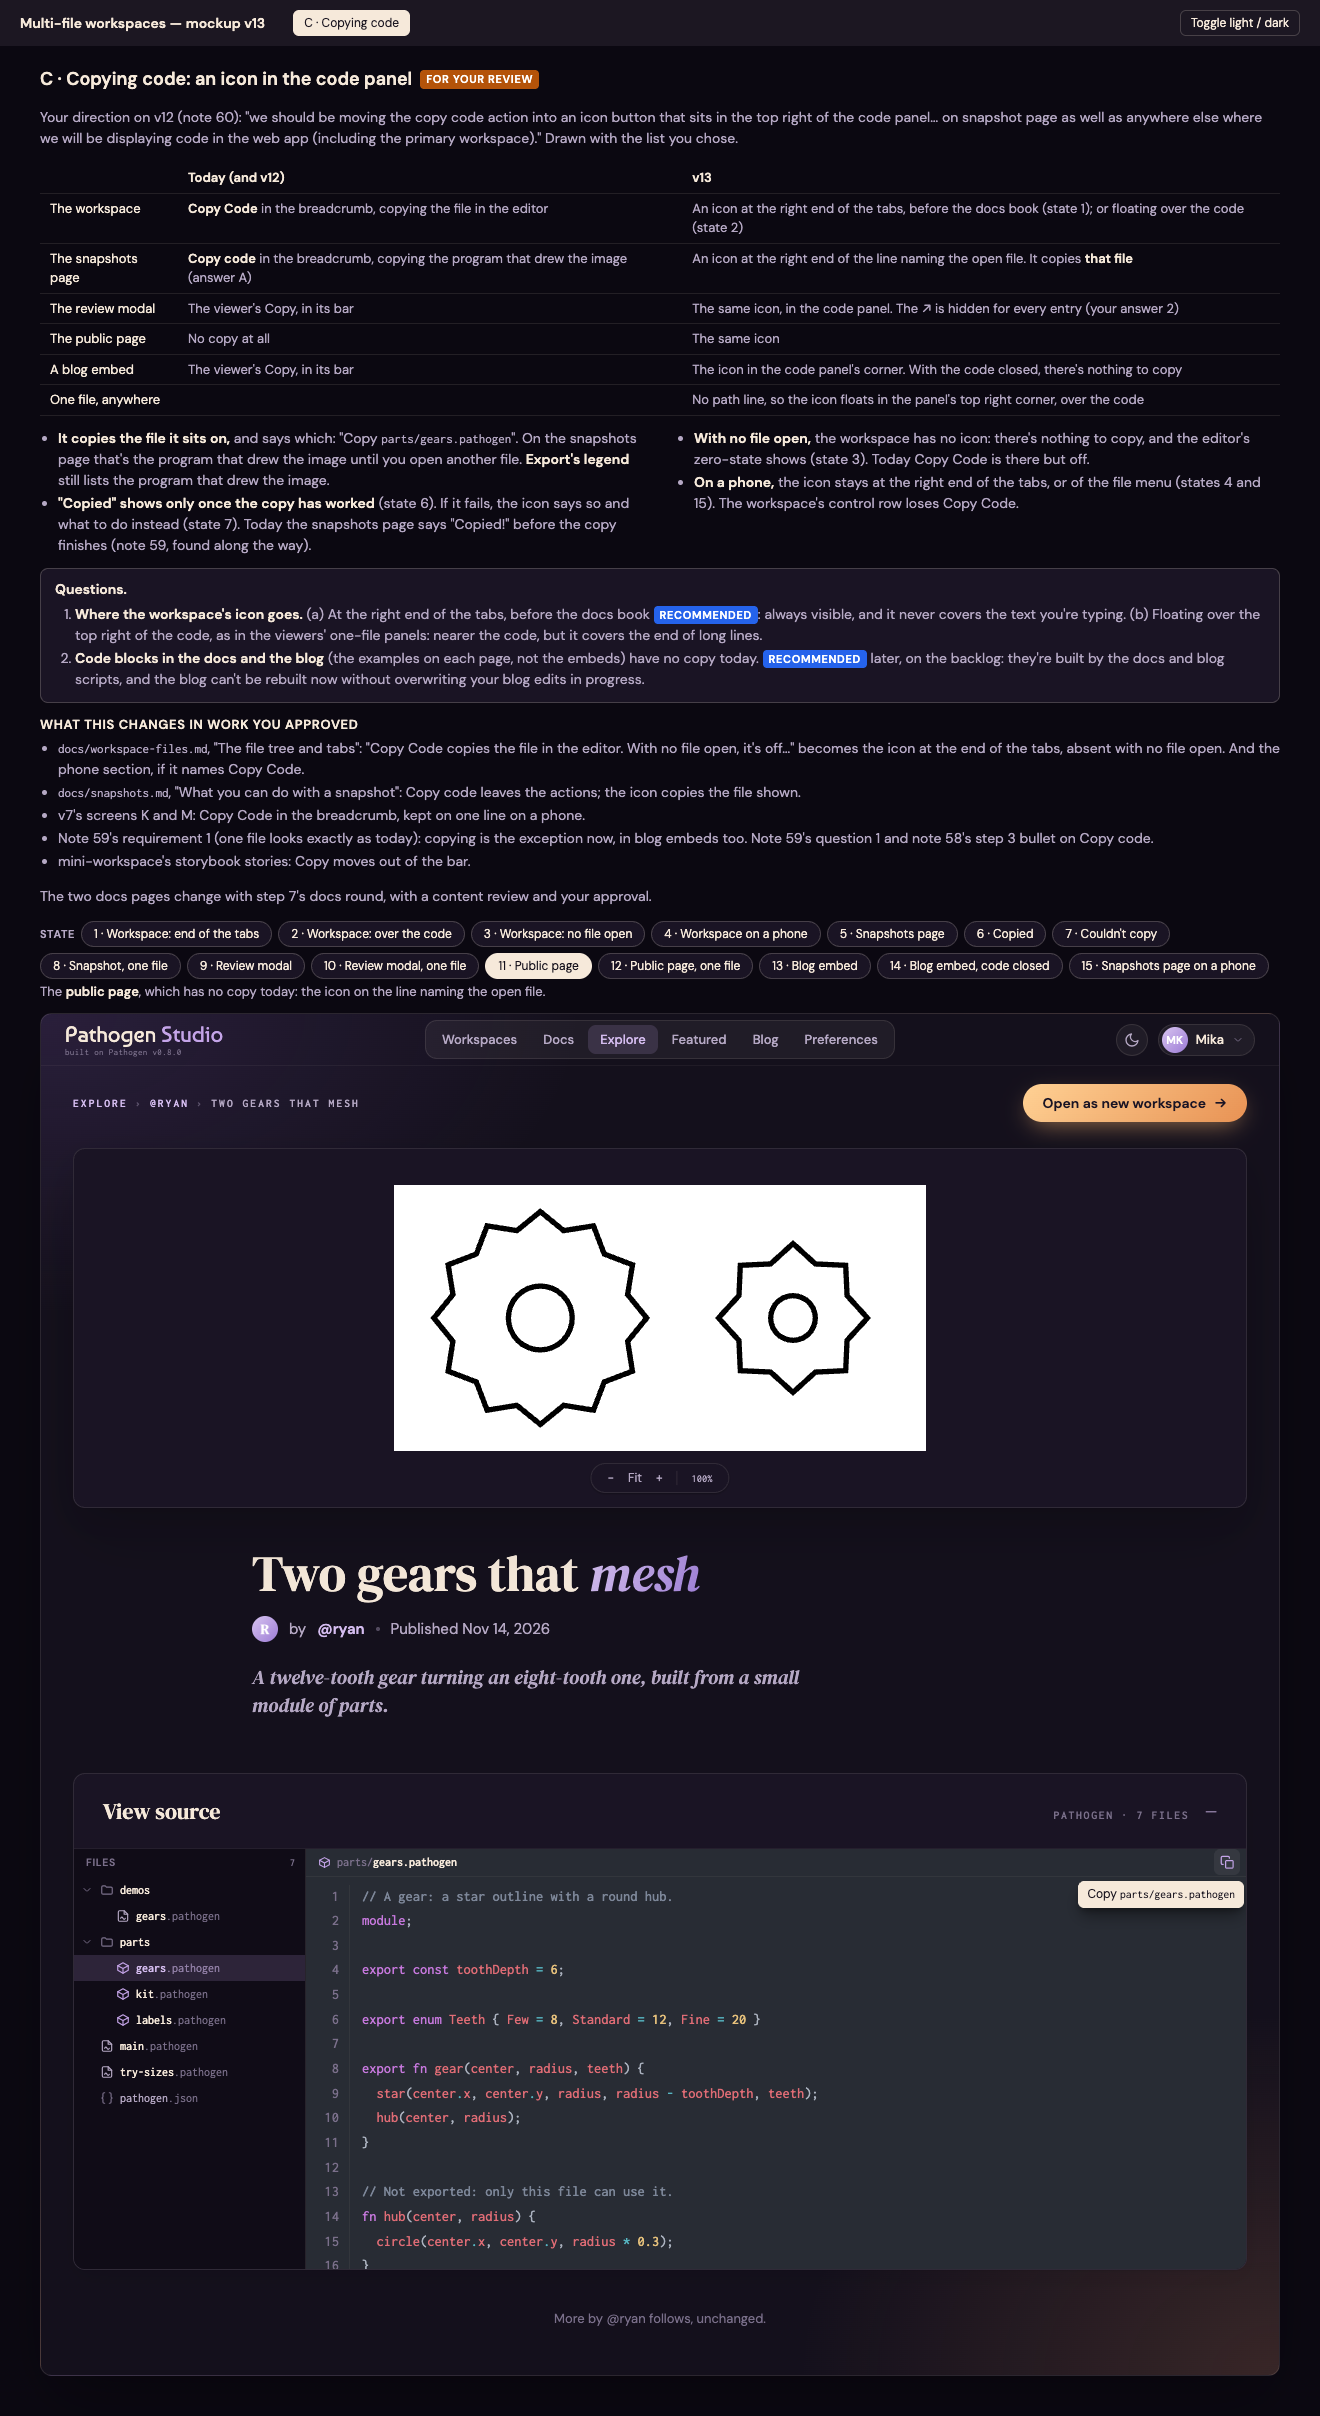 Multi-file workspaces — mockup v13
C · Copying code
Toggle light / dark
C · Copying code: an icon in the code panel FOR YOUR REVIEW
Your direction on v12 (note 60): "we should be moving the copy code action into an icon button that sits in the top right of the code panel... on snapshot page as well as anywhere else where
we will be displaying code in the web app (including the primary workspace)." Drawn with the list you chose.
Today (and v12)
v13
The workspace
Copy Code in the breadcrumb, copying the file in the editor
An icon at the right end of the tabs, before the docs book (state 1); or floating over the code
(state 2)
The snapshots
page
Copy code in the breadcrumb, copying the program that drew the image
(answer A)
An icon at the right end of the line naming the open file. It copies that file
The review modal
The viewer's Copy, in its bar
The same icon, in the code panel. The ↗ is hidden for every entry (your answer 2)
The public page
No copy at all
The same icon
A blog embed
The viewer's Copy, in its bar
The icon in the code panel's corner. With the code closed, there's nothing to copy
One file, anywhere
No path line, so the icon floats in the panel's top right corner, over the code
• It copies the file it sits on, and says which: "Copy parts/gears.pathogen". On the snapshots
page that's the program that drew the image until you open another file. Export's legend
still lists the program that drew the image.
• "Copied" shows only once the copy has worked (state 6). If it fails, the icon says so and
what to do instead (state 7). Today the snapshots page says "Copied!" before the copy
finishes (note 59, found along the way).
• With no file open, the workspace has no icon: there's nothing to copy, and the editor's
zero-state shows (state 3). Today Copy Code is there but off.
• On a phone, the icon stays at the right end of the tabs, or of the file menu (states 4 and
15). The workspace's control row loses Copy Code.
Questions.
1. Where the workspace's icon goes. (a) At the right end of the tabs, before the docs book RECOMMENDED: always visible, and it never covers the text you're typing. (b) Floating over the
top right of the code, as in the viewers' one-file panels: nearer the code, but it covers the end of long lines.
2. Code blocks in the docs and the blog (the examples on each page, not the embeds) have no copy today. RECOMMENDED later, on the backlog: they're built by the docs and blog
scripts, and the blog can't be rebuilt now without overwriting your blog edits in progress.
WHAT THIS CHANGES IN WORK YOU APPROVED
• docs/workspace-files.md, "The file tree and tabs": "Copy Code copies the file in the editor. With no file open, it's off..." becomes the icon at the end of the tabs, absent with no file open. And the
phone section, if it names Copy Code.
• docs/snapshots.md, "What you can do with a snapshot": Copy code leaves the actions; the icon copies the file shown.
• v7's screens K and M: Copy Code in the breadcrumb, kept on one line on a phone.
• Note 59's requirement 1 (one file looks exactly as today): copying is the exception now, in blog embeds too. Note 59's question 1 and note 58's step 3 bullet on Copy code.
• mini-workspace's storybook stories: Copy moves out of the bar.
The two docs pages change with step 7's docs round, with a content review and your approval.
STATE
1 · Workspace: end of the tabs
2 · Workspace: over the code
3 · Workspace: no file open
4 · Workspace on a phone
5 · Snapshots page
6 · Copied
7 · Couldn't copy
8 · Snapshot, one file
9 · Review modal
10 · Review modal, one file
11 · Public page
12 · Public page, one file
13 · Blog embed
14 · Blog embed, code closed
15 · Snapshots page on a phone
The public page, which has no copy today: the icon on the line naming the open file.
Pathogen Studio
built on Pathogen v0.8.0
Workspaces
Docs
Explore
Featured
Blog
Preferences
MK
Mika
EXPLORE › @RYAN › TWO GEARS THAT MESH
Open as new workspace →
- Fit + 100%
Two gears that mesh
R by @ryan • Published Nov 14, 2026
A twelve-tooth gear turning an eight-tooth one, built from a small
module of parts.
View source
PATHOGEN · 7 FILES —
FILES 7
demos
gears.pathogen
parts
gears.pathogen
kit.pathogen
labels.pathogen
main.pathogen
try-sizes.pathogen
{} pathogen.json
parts/gears.pathogen
Copy parts/gears.pathogen
1 // A gear: a star outline with a round hub.
2 module;
3
4 export const toothDepth = 6;
5
6 export enum Teeth { Few = 8, Standard = 12, Fine = 20 }
7
8 export fn gear(center, radius, teeth) {
9 star(center.x, center.y, radius, radius - toothDepth, teeth);
10 hub(center, radius);
11 }
12
13 // Not exported: only this file can use it.
14 fn hub(center, radius) {
15 circle(center.x, center.y, radius * 0.3);
16 }
More by @ryan follows, unchanged.